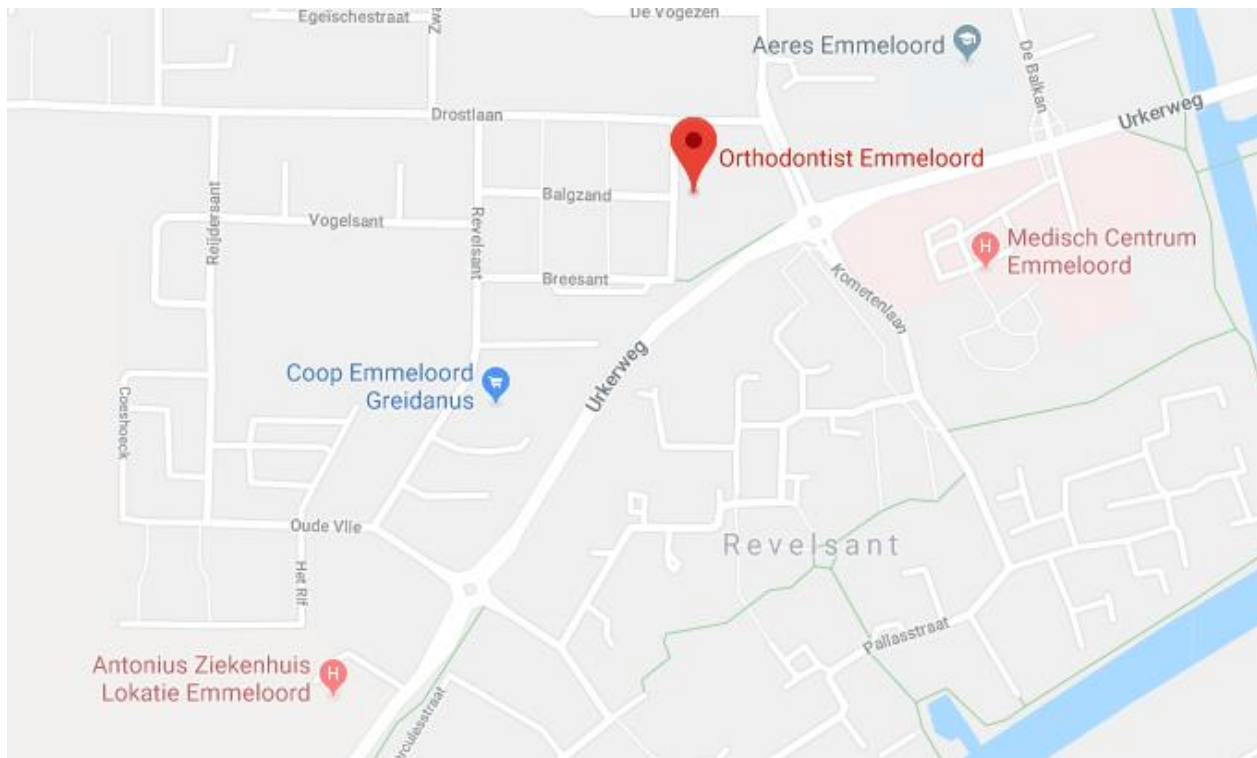 Egeïschestraat
De Vogezen
Aeres Emmeloord
De Balkan
Urkerweg
Drostlaan
Orthodontist Emmeloord
Balgzand
Reijdersant
Vogelsant
Revelsant
Medisch Centrum
Emmeloord
Breesant
Kometenlaan
Coop Emmeloord
Greidanus
Urkerweg
Coeshoeck
Oude Vlie
Revelsant
Het Rif
Pallasstraat
Antonius Ziekenhuis
Lokatie Emmeloord